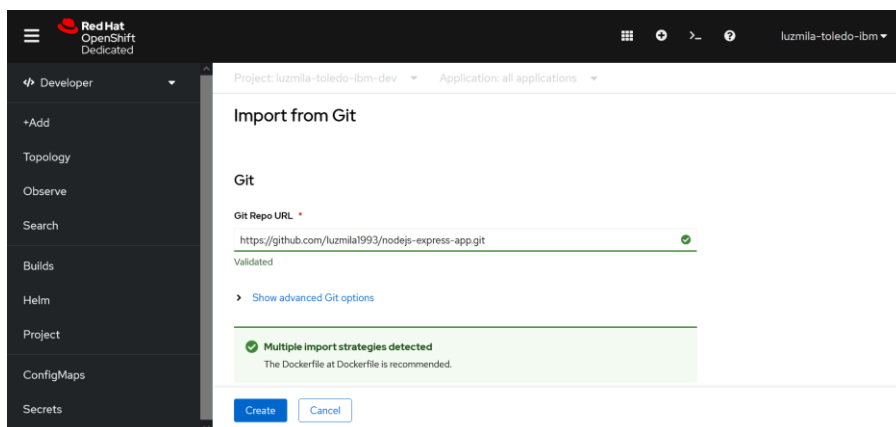 Red Hat
OpenShift
Dedicated
luzmila-toledo-ibm
Developer
+Add
Topology
Observe
Search
Builds
Helm
Project
ConfigMaps
Secrets
Project: luzmila-toledo-ibm-dev Application: all applications
Import from Git
Git
Git Repo URL *
https://github.com/luzmila1993/nodejs-express-app.git
Validated
Show advanced Git options
Multiple import strategies detected
The Dockerfile at Dockerfile is recommended.
Create Cancel